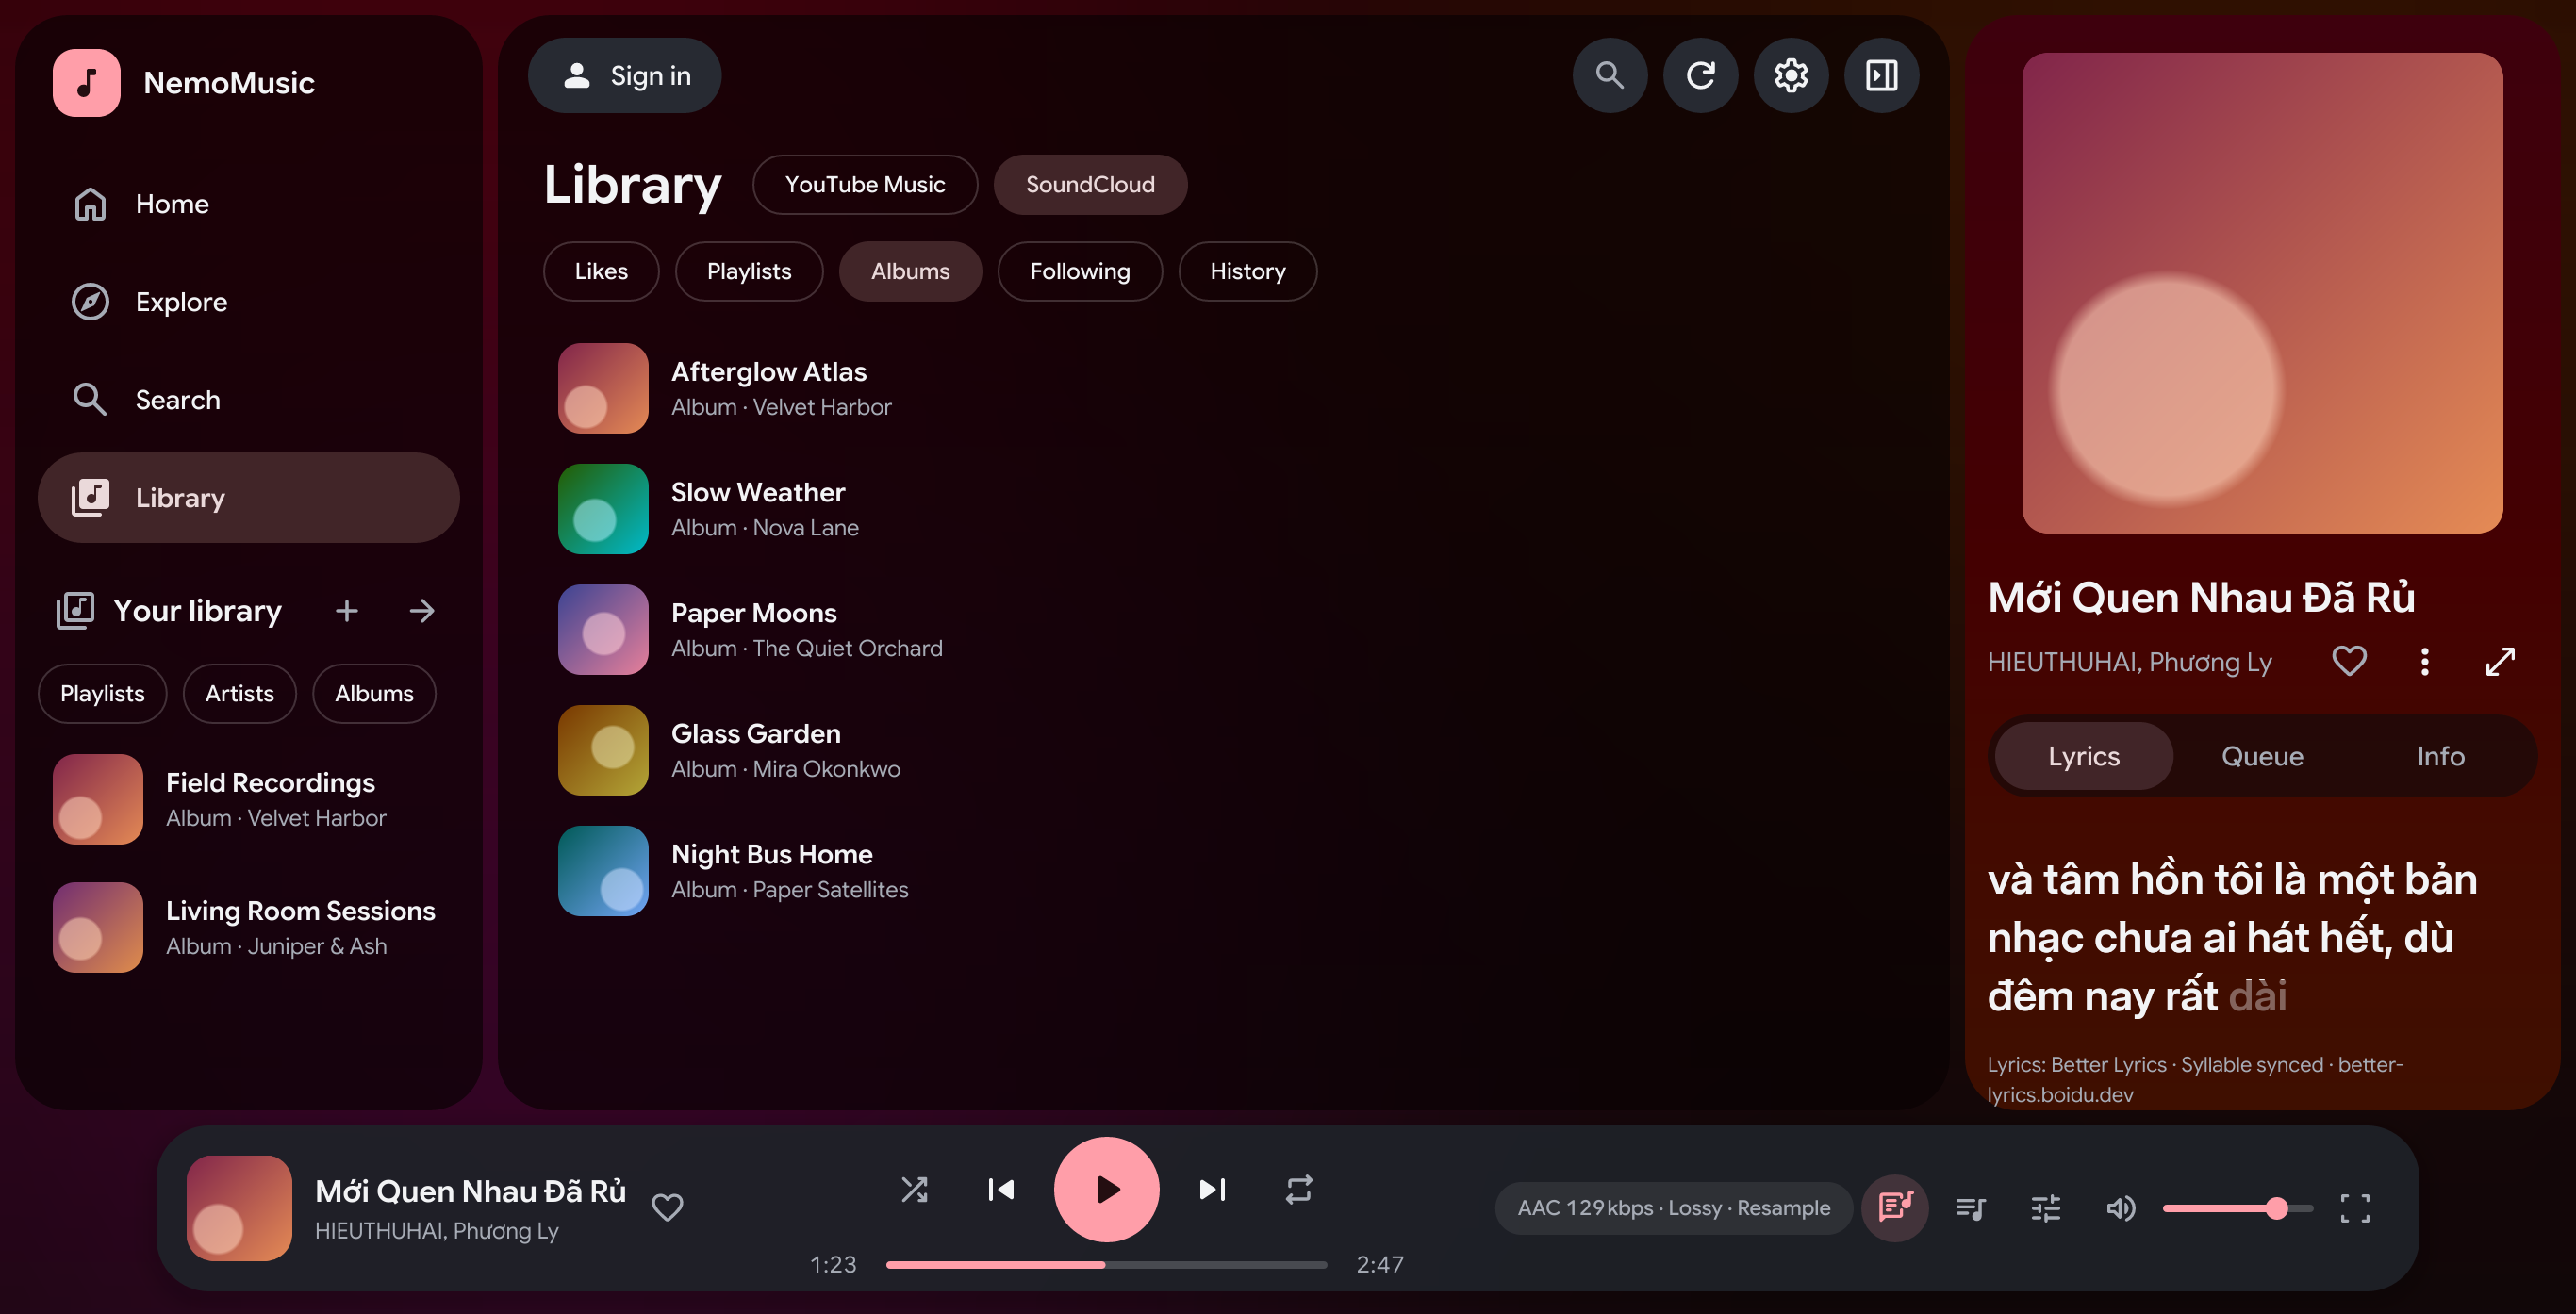 NemoMusic
Home
Explore
Search
Library
Your library
Playlists
Artists
Albums
Field Recordings
Album · Velvet Harbor
Living Room Sessions
Album · Juniper & Ash
Sign in
Library
YouTube Music
SoundCloud
Likes
Playlists
Albums
Following
History
Afterglow Atlas
Album · Velvet Harbor
Slow Weather
Album · Nova Lane
Paper Moons
Album · The Quiet Orchard
Glass Garden
Album · Mira Okonkwo
Night Bus Home
Album · Paper Satellites
Mới Quen Nhau Đã Rủ
HIEUTHUHAI, Phương Ly
Lyrics
Queue
Info
và tâm hồn tôi là một bản
nhạc chưa ai hát hết, dù
đêm nay rất dài
Lyrics: Better Lyrics · Syllable synced · better-
lyrics.boidu.dev
Mới Quen Nhau Đã Rủ
HIEUTHUHAI, Phương Ly
1:23
2:47
AAC 129 kbps · Lossy · Resample